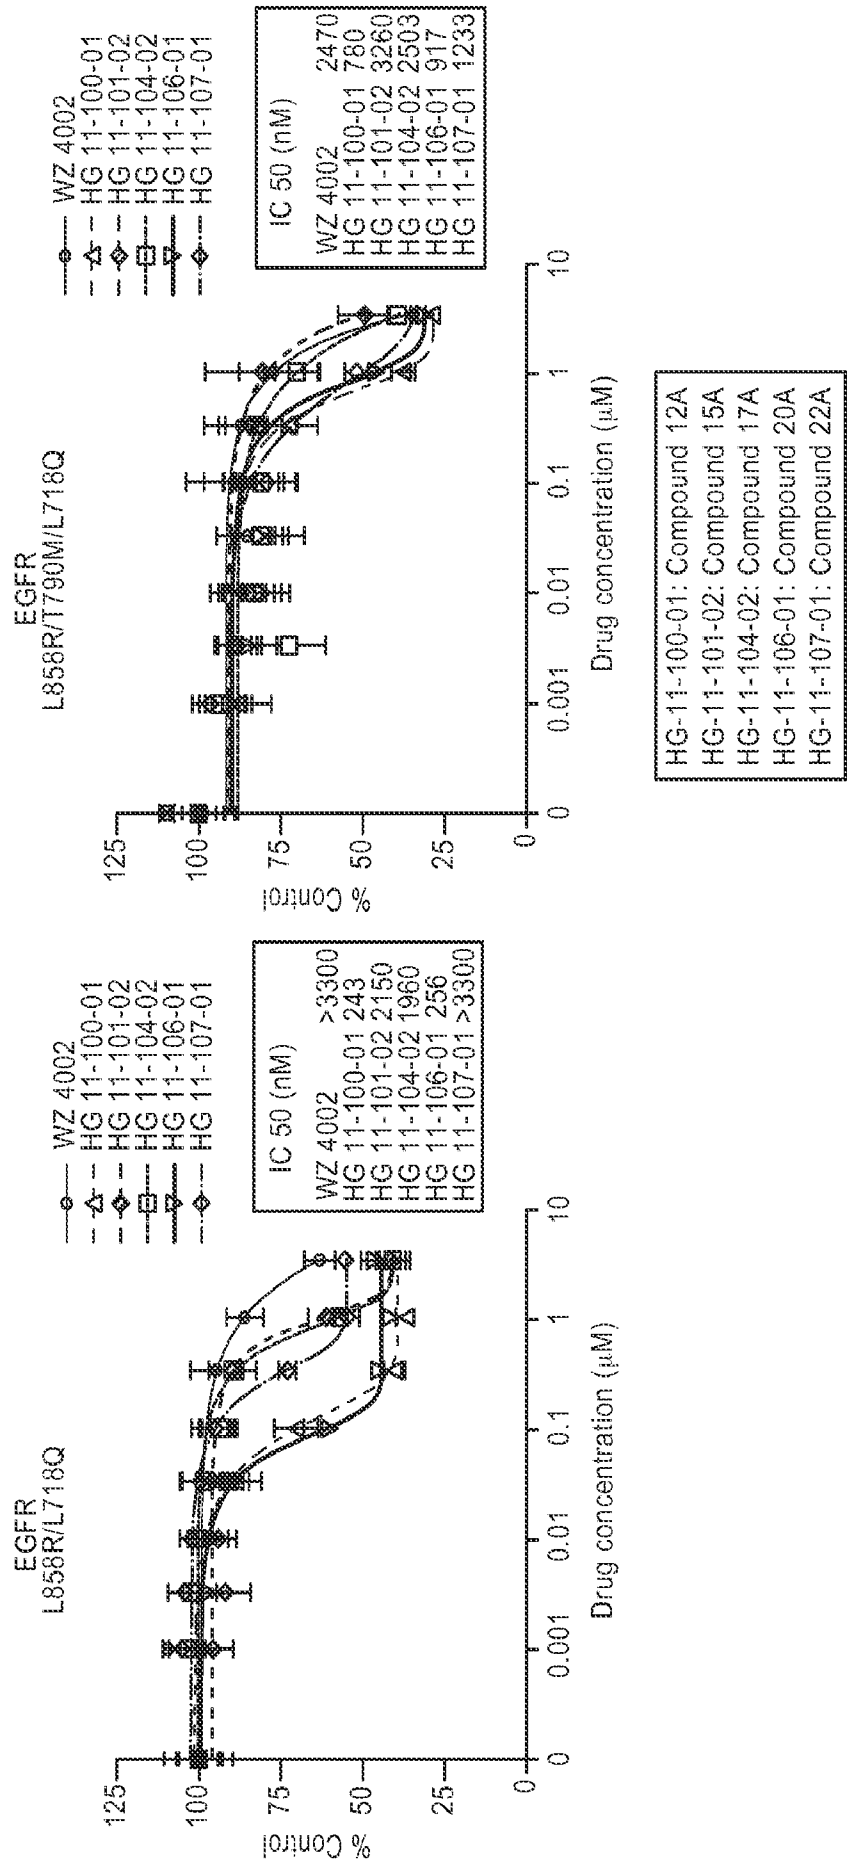 EGFR
L858R/L718Q
WZ 4002
HG 11-100-01
HG 11-101-02
HG 11-104-02
HG 11-106-01
HG 11-107-01
IC 50 (nM)
WZ 4002 >3300
HG 11-100-01 243
HG 11-101-02 2150
HG 11-104-02 1960
HG 11-106-01 256
HG 11-107-01 >3300
% Control
125
100
75
50
25
0
0 0.001 0.01 0.1 1 10
Drug concentration (μM)
EGFR
L858R/T790M/L718Q
WZ 4002
HG 11-100-01
HG 11-101-02
HG 11-104-02
HG 11-106-01
HG 11-107-01
IC 50 (nM)
WZ 4002 2470
HG 11-100-01 780
HG 11-101-02 3260
HG 11-104-02 2503
HG 11-106-01 917
HG 11-107-01 1233
% Control
125
100
75
50
25
0
0 0.001 0.01 0.1 1 10
Drug concentration (μM)
HG-11-100-01: Compound 12A
HG-11-101-02: Compound 15A
HG-11-104-02: Compound 17A
HG-11-106-01: Compound 20A
HG-11-107-01: Compound 22A